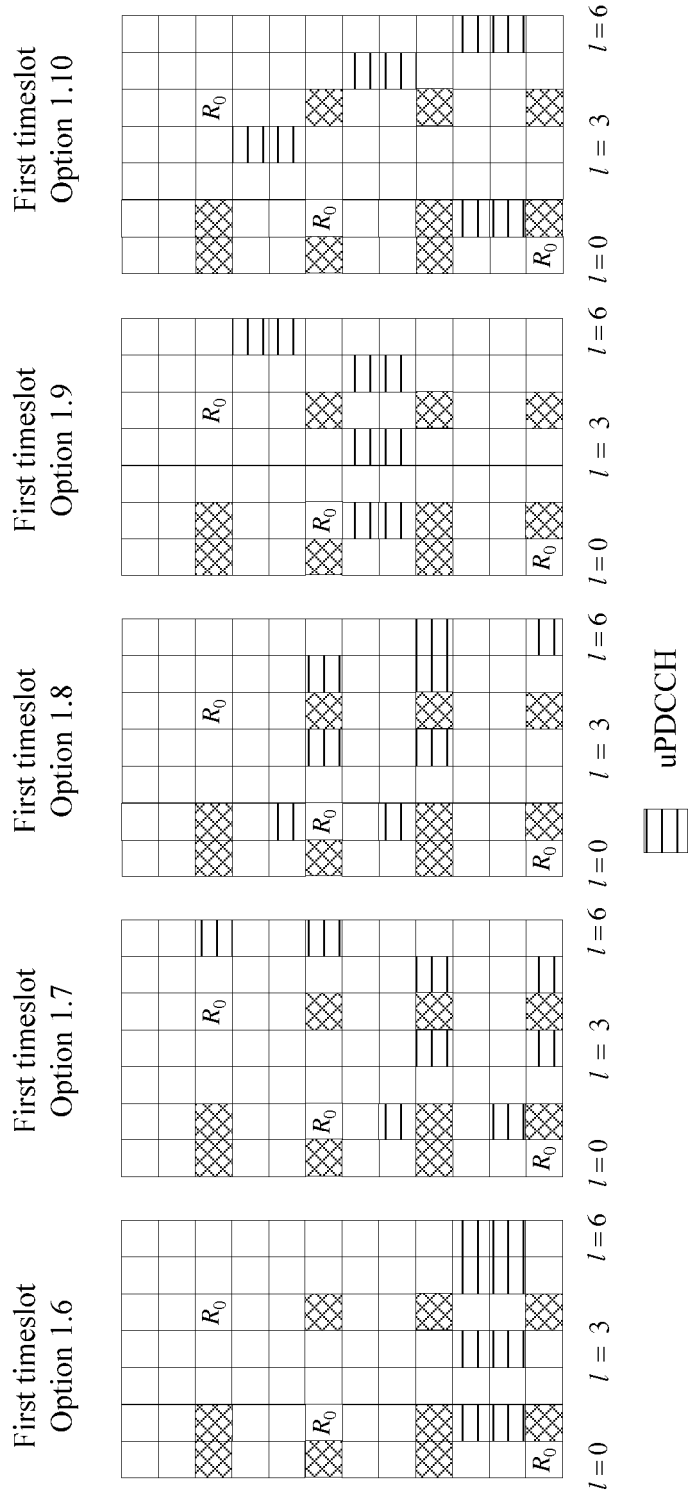 First timeslot
Option 1.6
R0
R0
R0
l=0 l = 3 l=6
First timeslot
Option 1.7
R0
R0
R0
l=0 l = 3 l=6
First timeslot
Option 1.8
R0
R0
R0
l=0 l = 3 l=6
First timeslot
Option 1.9
R0
R0
R0
l=0 l = 3 l=6
First timeslot
Option 1.10
R0
R0
R0
l=0 l = 3 l=6
uPDCCH